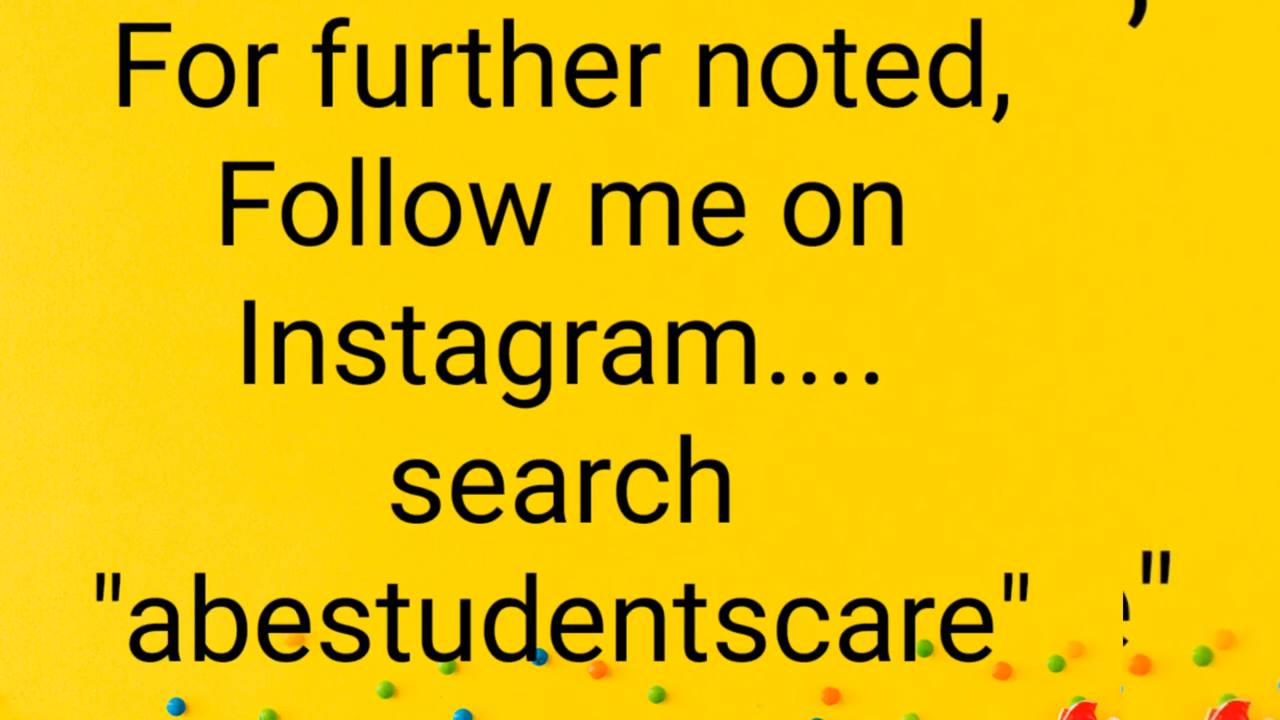 For further noted,
Follow me on
Instagram....
search
"abestudentscare"